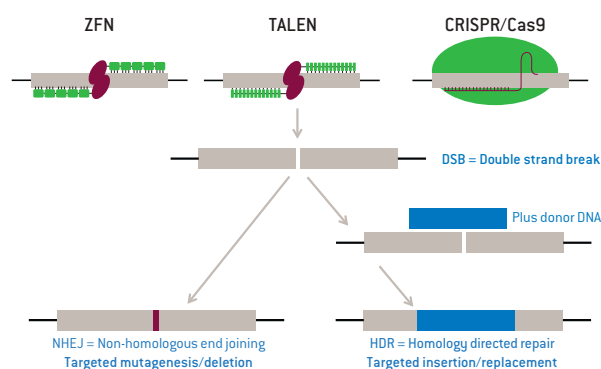 ZFN
TALEN
CRISPR/Cas9
DSB = Double strand break
Plus donor DNA
NHEJ = Non-homologous end joining
Targeted mutagenesis/deletion
HDR = Homology directed repair
Targeted insertion/replacement